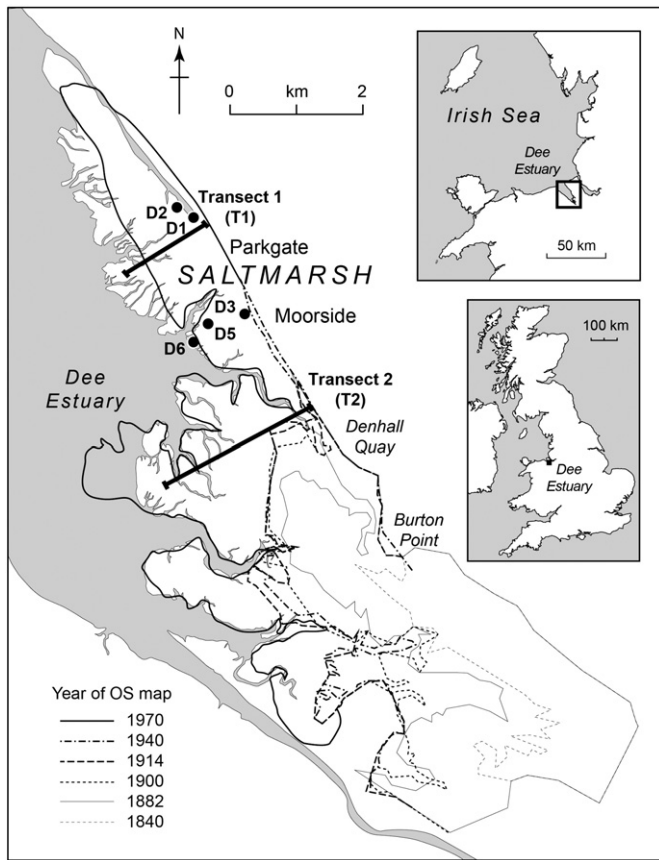 N
0 2
km
D2
D1
Transect 1
(T1)
Parkgate
SALTMARSH
D3
Moorside
D5
D6
Dee
Estuary
Transect 2
(T2)
Denhall
Quay
Burton
Point
Irish Sea
Dee
Estuary
50 km
100 km
Dee
Estuary
Year of OS map
1970
1940
1914
1900
1882
1840